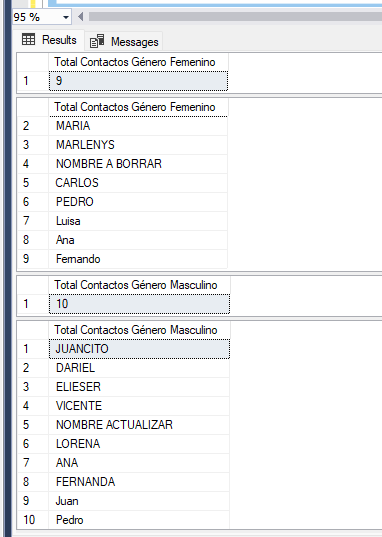 95 %
Results Messages
Total Contactos Género Femenino
1 9
Total Contactos Género Femenino
2 MARIA
3 MARLENYS
4 NOMBRE A BORRAR
5 CARLOS
6 PEDRO
7 Luisa
8 Ana
9 Fernando
Total Contactos Género Masculino
1 10
Total Contactos Género Masculino
1 JUANCITO
2 DARIEL
3 ELIESER
4 VICENTE
5 NOMBRE ACTUALIZAR
6 LORENA
7 ANA
8 FERNANDA
9 Juan
10 Pedro